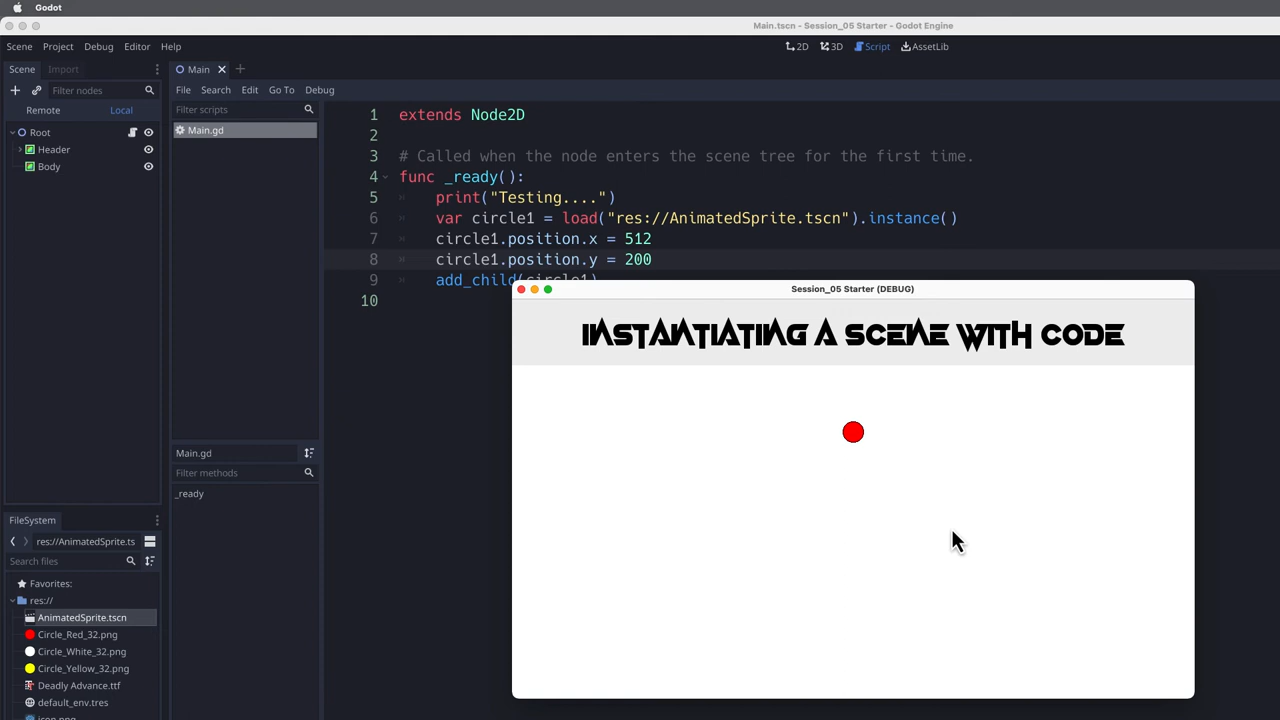 Godot
Main.tscn - Session_05 Starter - Godot Engine
Scene Project Debug Editor Help
2D 3D Script AssetLib
Scene Import
Main
Filter nodes
Remote Local
Root
Header
Body
File Search Edit Go To Debug
Filter scripts
Main.gd
Main.gd
Filter methods
_ready
1 extends Node2D
2
3 # Called when the node enters the scene tree for the first time.
4 func _ready():
5 print("Testing....")
6 var circle1 = load("res://AnimatedSprite.tscn").instance()
7 circle1.position.x = 512
8 circle1.position.y = 200
9 add_child(circle1)
10
Session_05 Starter (DEBUG)
INSTANTIATING A SCENE WITH CODE
FileSystem
res://AnimatedSprite.ts
Search files
Favorites:
res://
AnimatedSprite.tscn
Circle_Red_32.png
Circle_White_32.png
Circle_Yellow_32.png
Deadly Advance.ttf
default_env.tres
icon.png